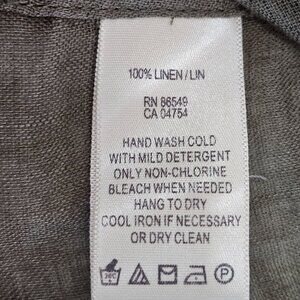 100% LINEN / LIN
RN 86549
CA 04754
HAND WASH COLD
WITH MILD DETERGENT
ONLY NON-CHLORINE
BLEACH WHEN NEEDED
HANG TO DRY
COOL IRON IF NECESSARY
OR DRY CLEAN
P